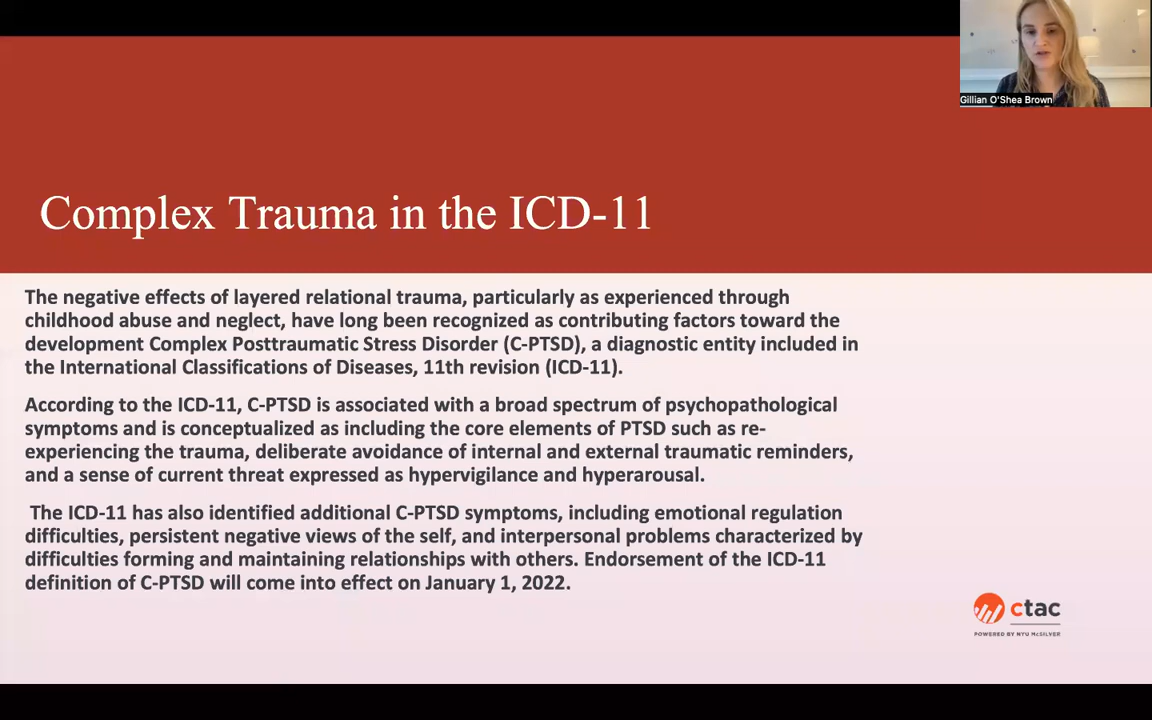 Gillian O'Shea Brown
Complex Trauma in the ICD-11
The negative effects of layered relational trauma, particularly as experienced through
childhood abuse and neglect, have long been recognized as contributing factors toward the
development Complex Posttraumatic Stress Disorder (C-PTSD), a diagnostic entity included in
the International Classifications of Diseases, 11th revision (ICD-11).
According to the ICD-11, C-PTSD is associated with a broad spectrum of psychopathological
symptoms and is conceptualized as including the core elements of PTSD such as re-
experiencing the trauma, deliberate avoidance of internal and external traumatic reminders,
and a sense of current threat expressed as hypervigilance and hyperarousal.
The ICD-11 has also identified additional C-PTSD symptoms, including emotional regulation
difficulties, persistent negative views of the self, and interpersonal problems characterized by
difficulties forming and maintaining relationships with others. Endorsement of the ICD-11
definition of C-PTSD will come into effect on January 1, 2022.
ctac
POWERED BY NYU McSILVER